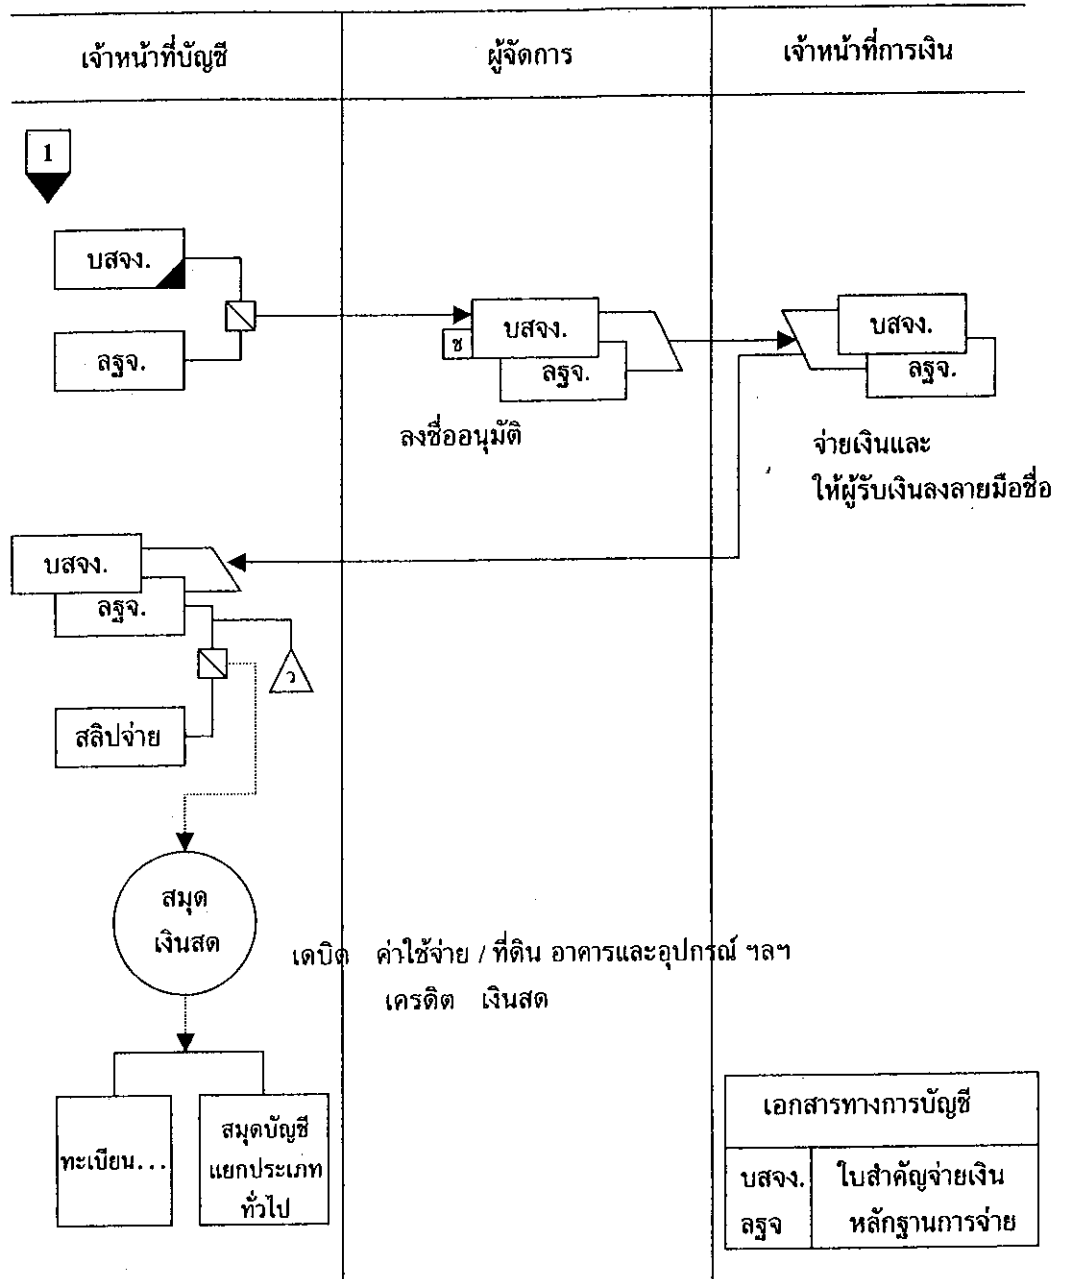 เจ้าหน้าที่บัญชี
ผู้จัดการ
เจ้าหน้าที่การเงิน
1
บสจง.
ลฐจ.
บสจง.
ช
ลฐจ.
ลงชื่ออนุมัติ
บสจง.
ลฐจ.
จ่ายเงินและ
ให้ผู้รับเงินลงลายมือชื่อ
บสจง.
ลฐจ.
ว
สลิปจ่าย
สมุด
เงินสด
เดบิต ค่าใช้จ่าย / ที่ดิน อาคารและอุปกรณ์ ฯลฯ
เครดิต เงินสด
ทะเบียน...
สมุดบัญชี
แยกประเภท
ทั่วไป
เอกสารทางการบัญชี
บสจง. ใบสำคัญจ่ายเงิน
ลฐจ หลักฐานการจ่าย